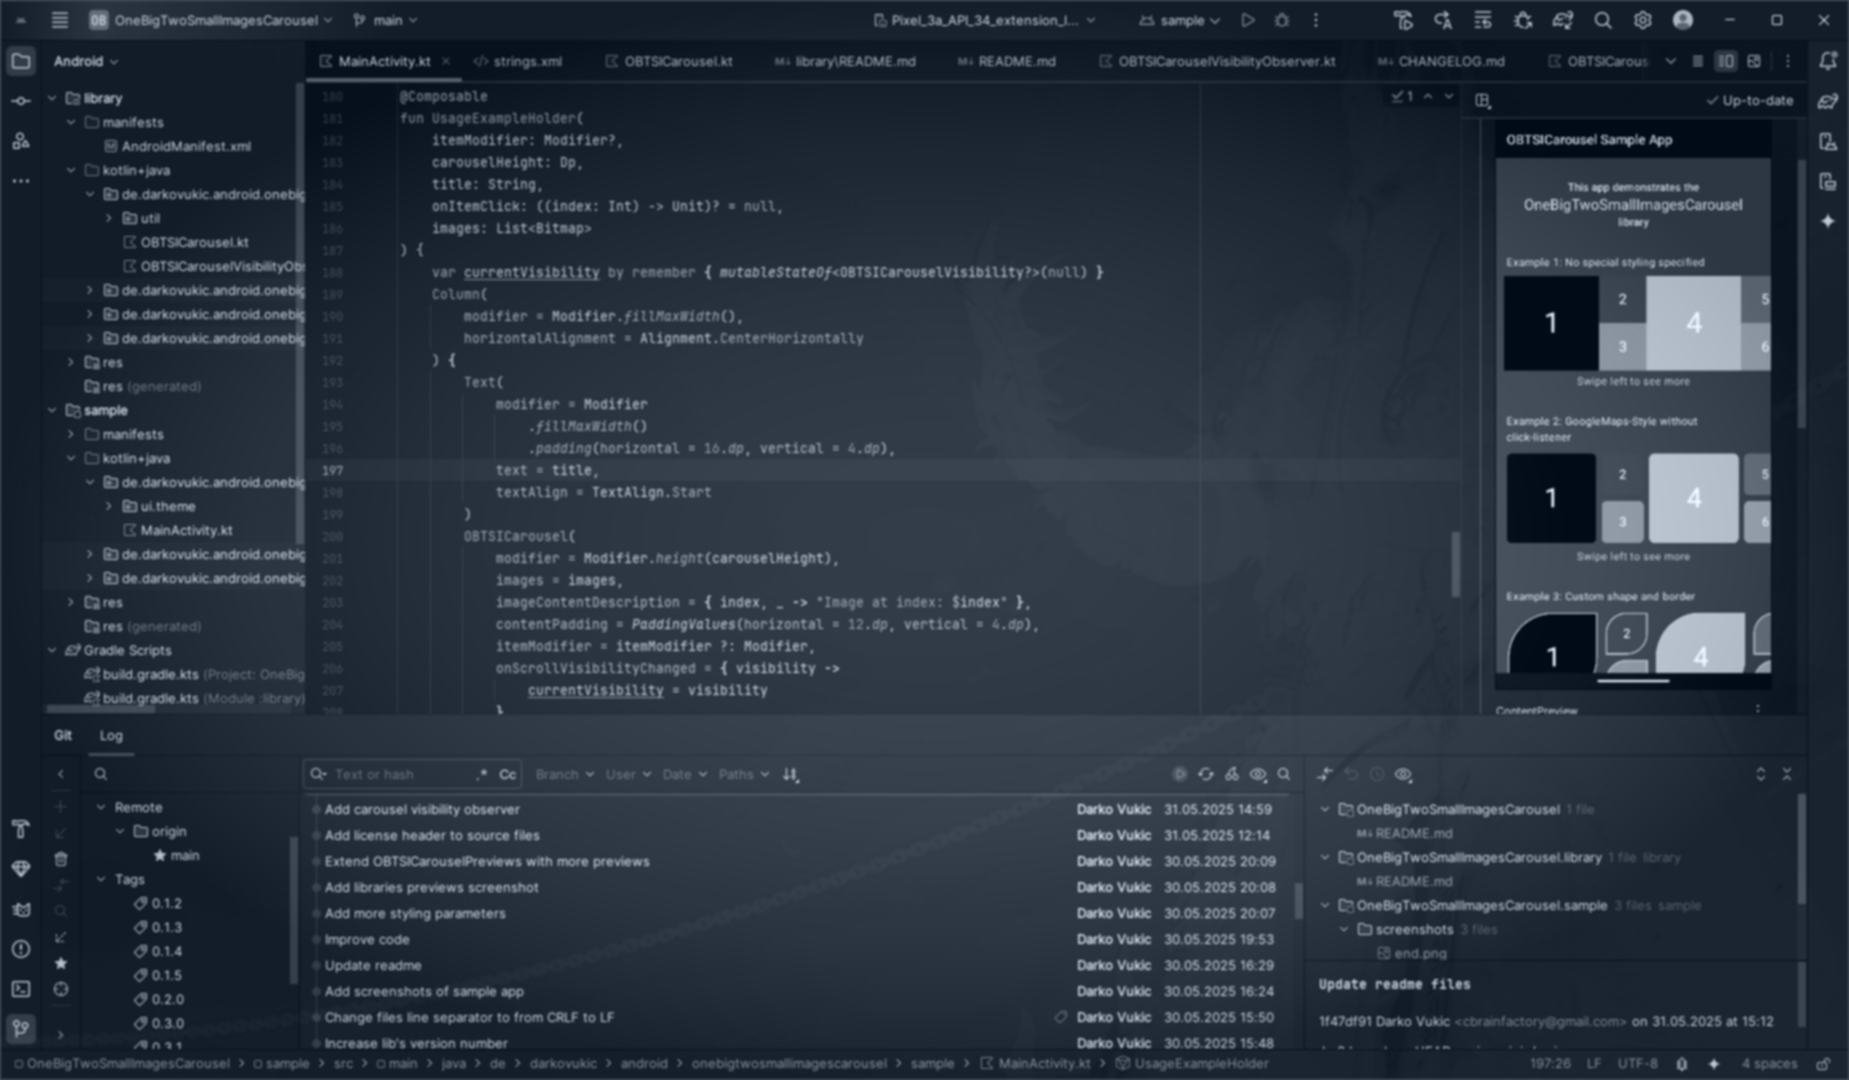 OB OneBigTwoSmallImagesCarousel main Pixel_3a_API_34_extension_l... sample
Android
MainActivity.kt strings.xml OBTSICarousel.kt library\README.md README.md OBTSICarouselVisibilityObserver.kt CHANGELOG.md OBTSICarous
library
manifests
AndroidManifest.xml
kotlin+java
de.darkovukic.android.onebig
util
OBTSICarousel.kt
OBTSICarouselVisibilityObs
de.darkovukic.android.onebig
de.darkovukic.android.onebig
de.darkovukic.android.onebig
res
res (generated)
sample
manifests
kotlin+java
de.darkovukic.android.onebig
ui.theme
MainActivity.kt
de.darkovukic.android.onebig
de.darkovukic.android.onebig
res
res (generated)
Gradle Scripts
build.gradle.kts (Project: OneBig
build.gradle.kts (Module :library)
180 @Composable
181 fun UsageExampleHolder(
182 itemModifier: Modifier?,
183 carouselHeight: Dp,
184 title: String,
185 onItemClick: ((index: Int) -> Unit)? = null,
186 images: List<Bitmap>
187 ) {
188 var currentVisibility by remember { mutableStateOf<OBTSICarouselVisibility?>(null) }
189 Column(
190 modifier = Modifier.fillMaxWidth(),
191 horizontalAlignment = Alignment.CenterHorizontally
192 ) {
193 Text(
194 modifier = Modifier
195 .fillMaxWidth()
196 .padding(horizontal = 16.dp, vertical = 4.dp),
197 text = title,
198 textAlign = TextAlign.Start
199 )
200 OBTSICarousel(
201 modifier = Modifier.height(carouselHeight),
202 images = images,
203 imageContentDescription = { index, _ -> "Image at index: $index" },
204 contentPadding = PaddingValues(horizontal = 12.dp, vertical = 4.dp),
205 itemModifier = itemModifier ?: Modifier,
206 onScrollVisibilityChanged = { visibility ->
207 currentVisibility = visibility
208 }
1
Up-to-date
OBTSICarousel Sample App
This app demonstrates the
OneBigTwoSmallImagesCarousel
library
Example 1: No special styling specified
1 2 3 4 5 6
Swipe left to see more
Example 2: GoogleMaps-Style without
click-listener
1 2 3 4 5 6
Swipe left to see more
Example 3: Custom shape and border
1 2 4
ContentPreview
Git Log
Remote
origin
main
Tags
0.1.2
0.1.3
0.1.4
0.1.5
0.2.0
0.3.0
0.3.1
Text or hash .* Cc Branch User Date Paths
Add carousel visibility observer Darko Vukic 31.05.2025 14:59
Add license header to source files Darko Vukic 31.05.2025 12:14
Extend OBTSICarouselPreviews with more previews Darko Vukic 30.05.2025 20:09
Add libraries previews screenshot Darko Vukic 30.05.2025 20:08
Add more styling parameters Darko Vukic 30.05.2025 20:07
Improve code Darko Vukic 30.05.2025 19:53
Update readme Darko Vukic 30.05.2025 16:29
Add screenshots of sample app Darko Vukic 30.05.2025 16:24
Change files line separator to from CRLF to LF Darko Vukic 30.05.2025 15:50
Increase lib's version number Darko Vukic 30.05.2025 15:48
OneBigTwoSmallImagesCarousel 1 file
README.md
OneBigTwoSmallImagesCarousel.library 1 file library
README.md
OneBigTwoSmallImagesCarousel.sample 3 files sample
screenshots 3 files
end.png
Update readme files
1f47df91 Darko Vukic <cbrainfactory@gmail.com> on 31.05.2025 at 15:12
OneBigTwoSmallImagesCarousel > sample > src > main > java > de > darkovukic > android > onebigtwosmallimagescarousel > sample > MainActivity.kt > UsageExampleHolder 197:26 LF UTF-8 4 spaces